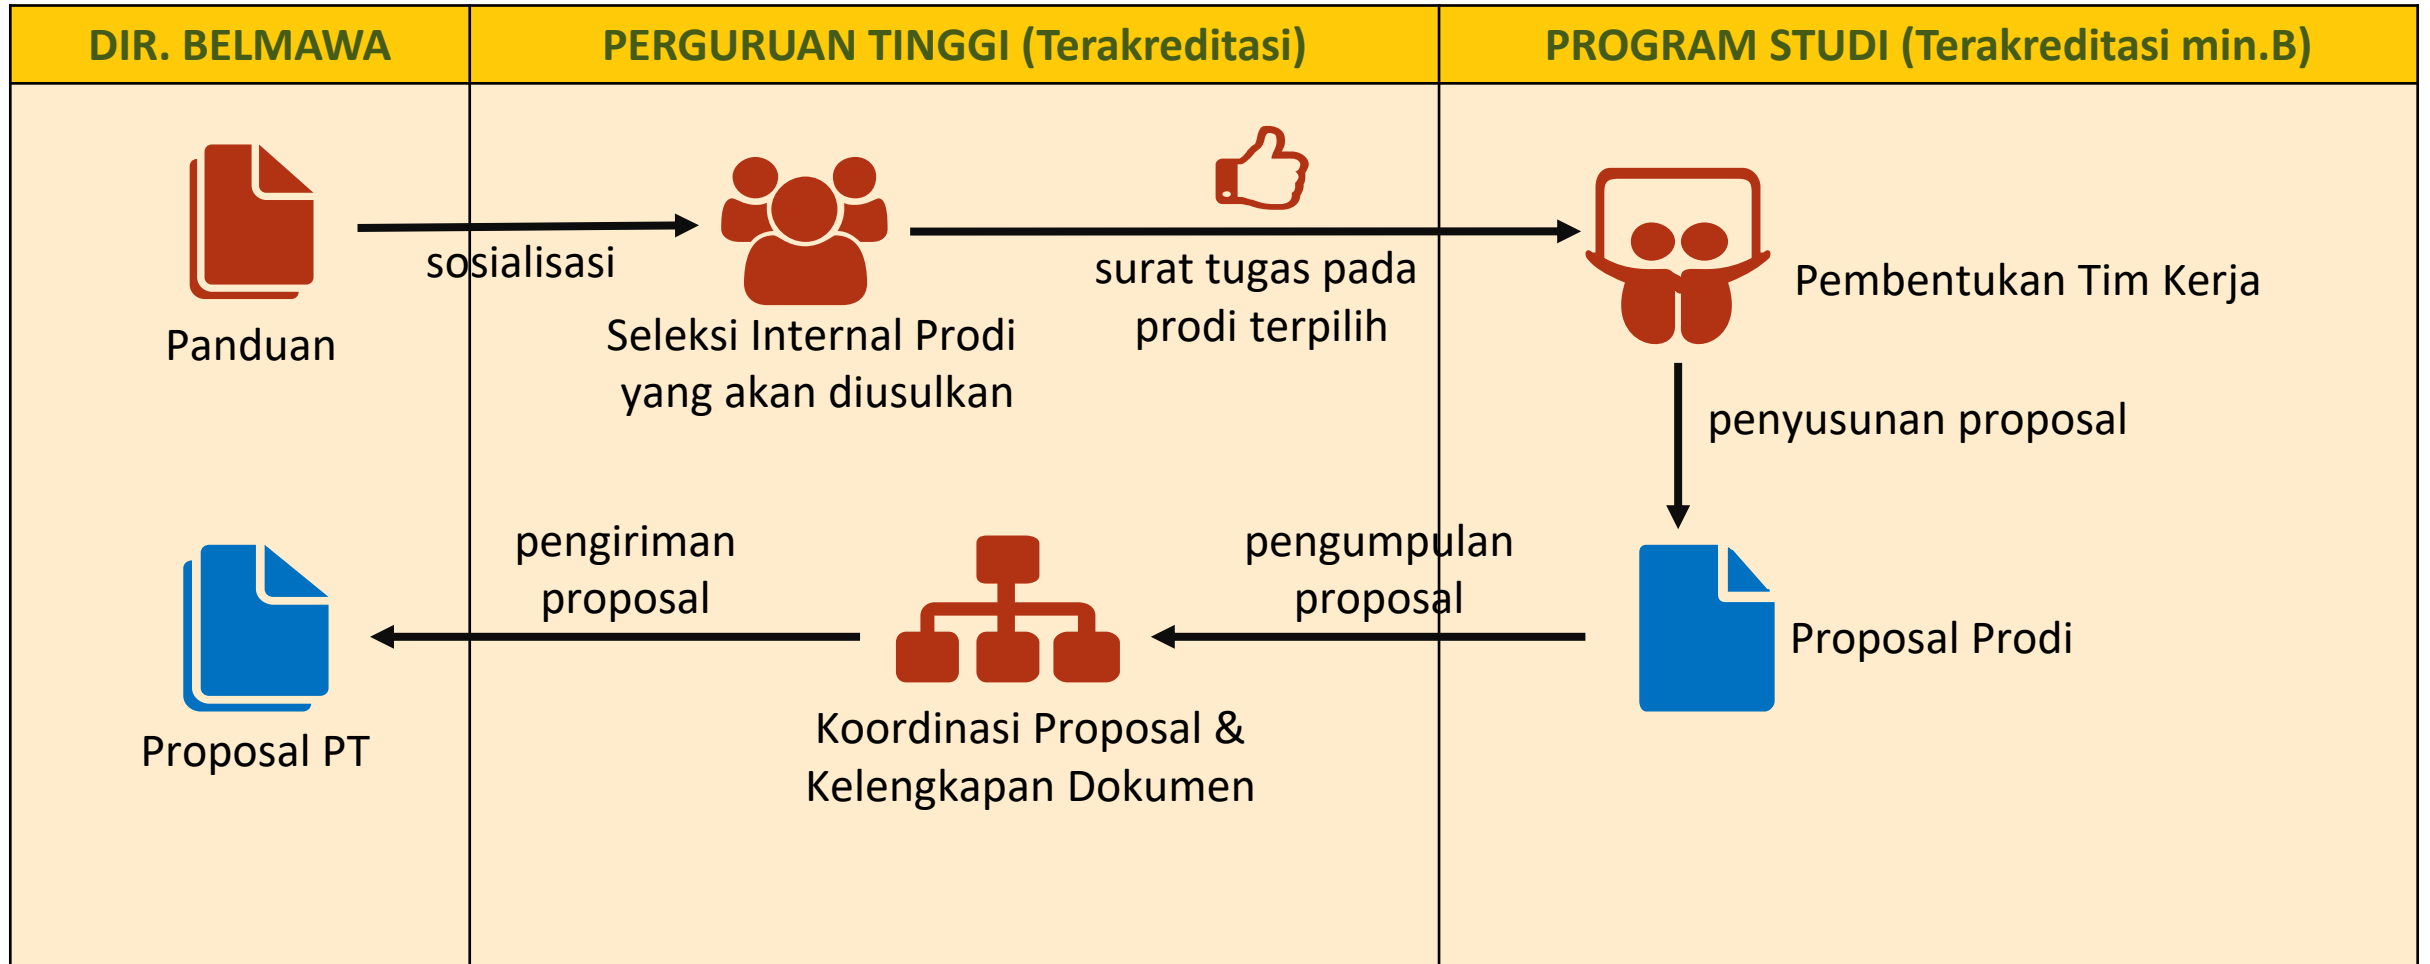 DIR. BELMAWA
PERGURUAN TINGGI (Terakreditasi)
PROGRAM STUDI (Terakreditasi min.B)
Panduan
sosialisasi
Seleksi Internal Prodi
yang akan diusulkan
surat tugas pada
prodi terpilih
Pembentukan Tim Kerja
penyusunan proposal
Proposal Prodi
pengumpulan
proposal
Koordinasi Proposal &
Kelengkapan Dokumen
pengiriman
proposal
Proposal PT